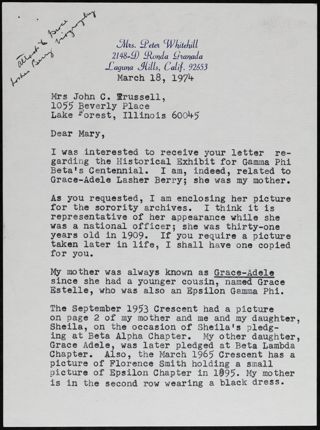 Mrs. Peter Whitehill
2148-D Ronda Granada
Laguna Hills, Calif. 92653
March 18, 1974
Mrs John C. Trussell,
1055 Beverly Place
Lake Forest, Illinois 60045
Dear Mary,
I was interested to receive your letter re-
garding the Historical Exhibit for Gamma Phi
Beta's Centennial. I am, indeed, related to
Grace-Adele Lasher Berry; she was my mother.
As you requested, I am enclosing her picture
for the sorority archives. I think it is
representative of her appearance while she
was a national officer; she was thirty-one
years old in 1909. If you require a picture
taken later in life, I shall have one copied
for you.
My mother was always known as Grace-Adele
since she had a younger cousin, named Grace
Estelle, who was also an Epsilon Gamma Phi.
The September 1953 Crescent had a picture
on page 2 of my mother and me and my daughter,
Sheila, on the occasion of Sheila's pledg-
ing at Beta Alpha Chapter. My other daughter,
Grace Adele, was later pledged at Beta Lambda
Chapter. Also, the March 1965 Crescent has a
picture of Florence Smith holding a small
picture of Epsilon Chapter in 1895. My mother
is in the second row wearing a black dress.